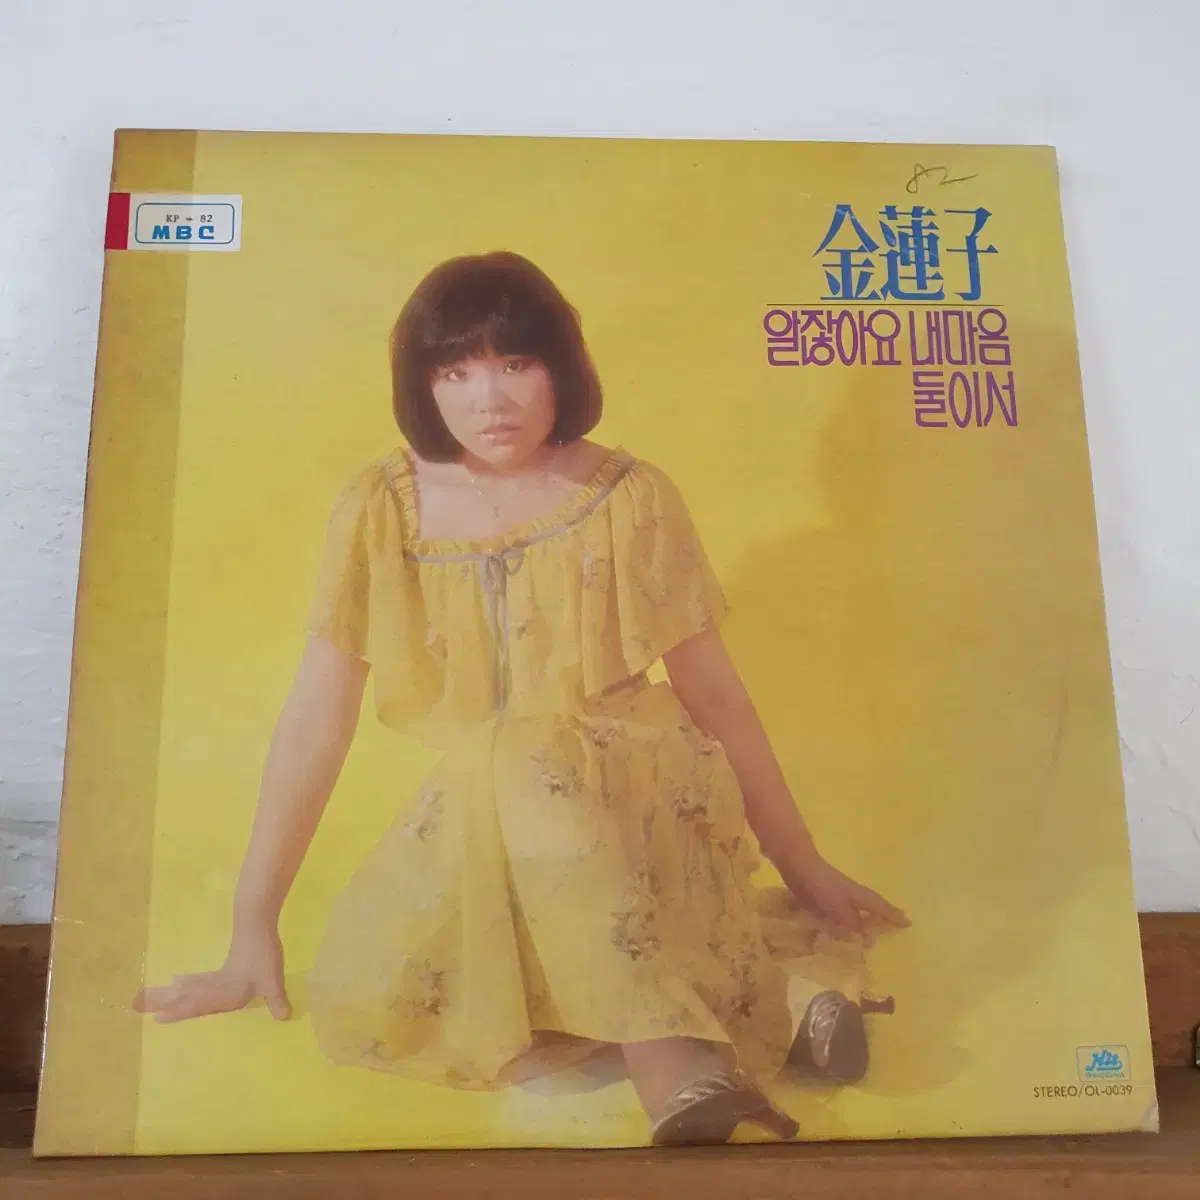 KP - 82
MBC
82
金蓮子
알잖아요 내마음
둘이서
Hit
STEREO/OL-0039